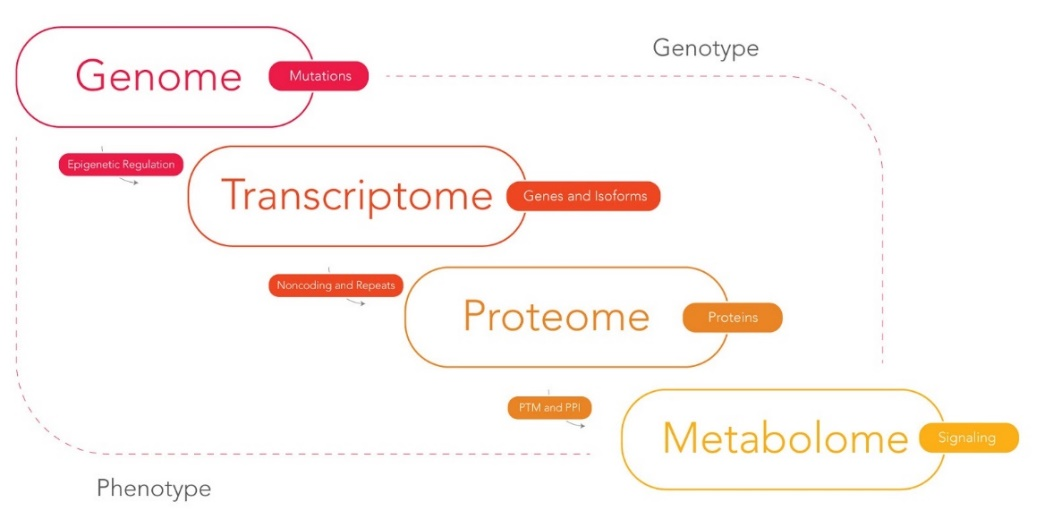 Genotype
Genome
Mutations
Epigenetic Regulation
Transcriptome
Genes and Isoforms
Noncoding and Repeats
Proteome
Proteins
PTM and PPI
Metabolome
Signaling
Phenotype